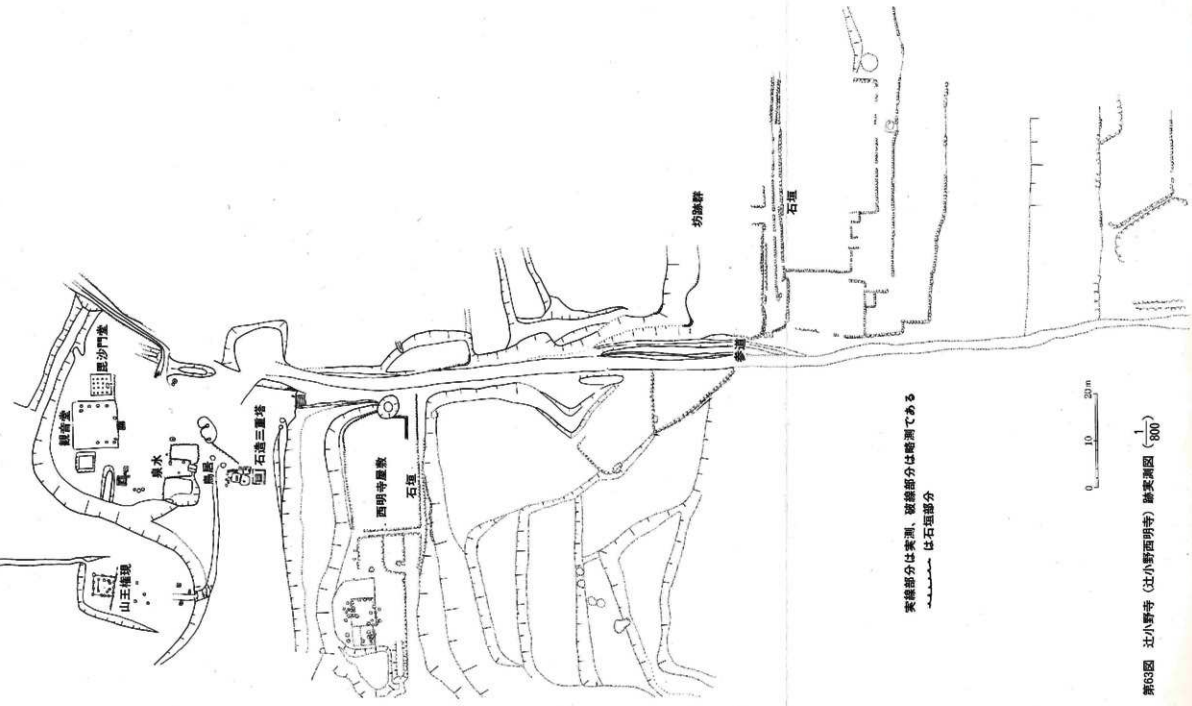 毘沙門堂
観音堂
泉水
鳥居
石造三重塔
山王権現
西明寺屋敷
石垣
坊跡群
石垣
参道
実線部分は実測、破線部分は略測である
は石垣部分
0 10 20m
第63図 辻小野寺（辻小野西明寺）跡実測図（1/800）